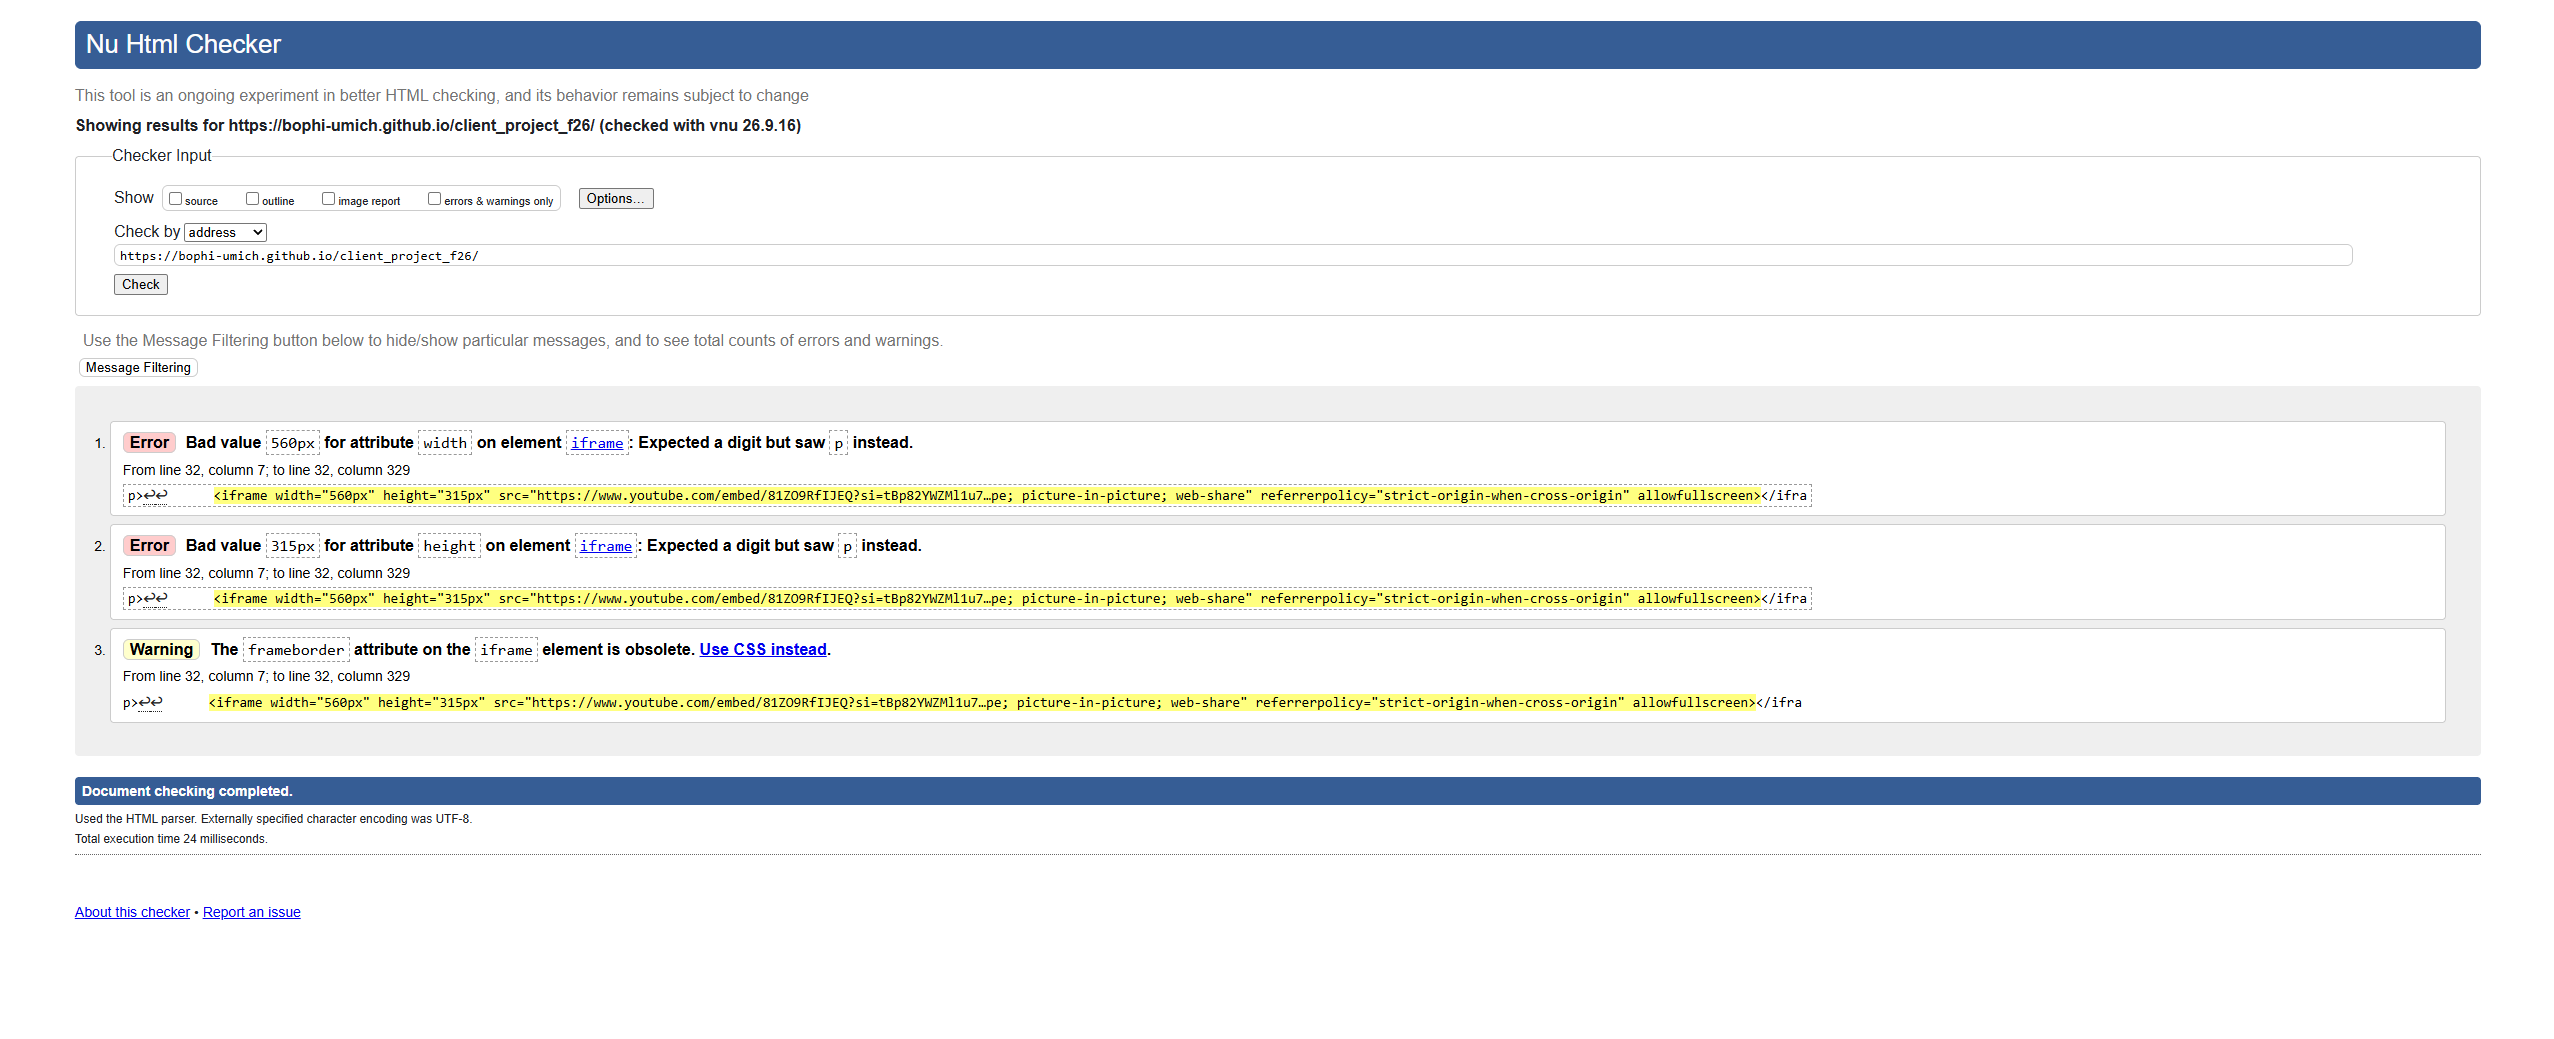 Nu Html Checker
This tool is an ongoing experiment in better HTML checking, and its behavior remains subject to change
Showing results for https://bophi-umich.github.io/client_project_f26/ (checked with vnu 26.9.16)
Checker Input
Show source outline image report errors & warnings only Options...
Check by address
https://bophi-umich.github.io/client_project_f26/
Check
Use the Message Filtering button below to hide/show particular messages, and to see total counts of errors and warnings.
Message Filtering
1. Error Bad value 560px for attribute width on element iframe: Expected a digit but saw p instead.
From line 32, column 7; to line 32, column 329
p>↩↩ <iframe width="560px" height="315px" src="https://www.youtube.com/embed/81ZO9RfIJEQ?si=tBp82YWZMl1u7…pe; picture-in-picture; web-share" referrerpolicy="strict-origin-when-cross-origin" allowfullscreen></ifra
2. Error Bad value 315px for attribute height on element iframe: Expected a digit but saw p instead.
From line 32, column 7; to line 32, column 329
p>↩↩ <iframe width="560px" height="315px" src="https://www.youtube.com/embed/81ZO9RfIJEQ?si=tBp82YWZMl1u7…pe; picture-in-picture; web-share" referrerpolicy="strict-origin-when-cross-origin" allowfullscreen></ifra
3. Warning The frameborder attribute on the iframe element is obsolete. Use CSS instead.
From line 32, column 7; to line 32, column 329
p>↩↩ <iframe width="560px" height="315px" src="https://www.youtube.com/embed/81ZO9RfIJEQ?si=tBp82YWZMl1u7…pe; picture-in-picture; web-share" referrerpolicy="strict-origin-when-cross-origin" allowfullscreen></ifra
Document checking completed.
Used the HTML parser. Externally specified character encoding was UTF-8.
Total execution time 24 milliseconds.
About this checker • Report an issue